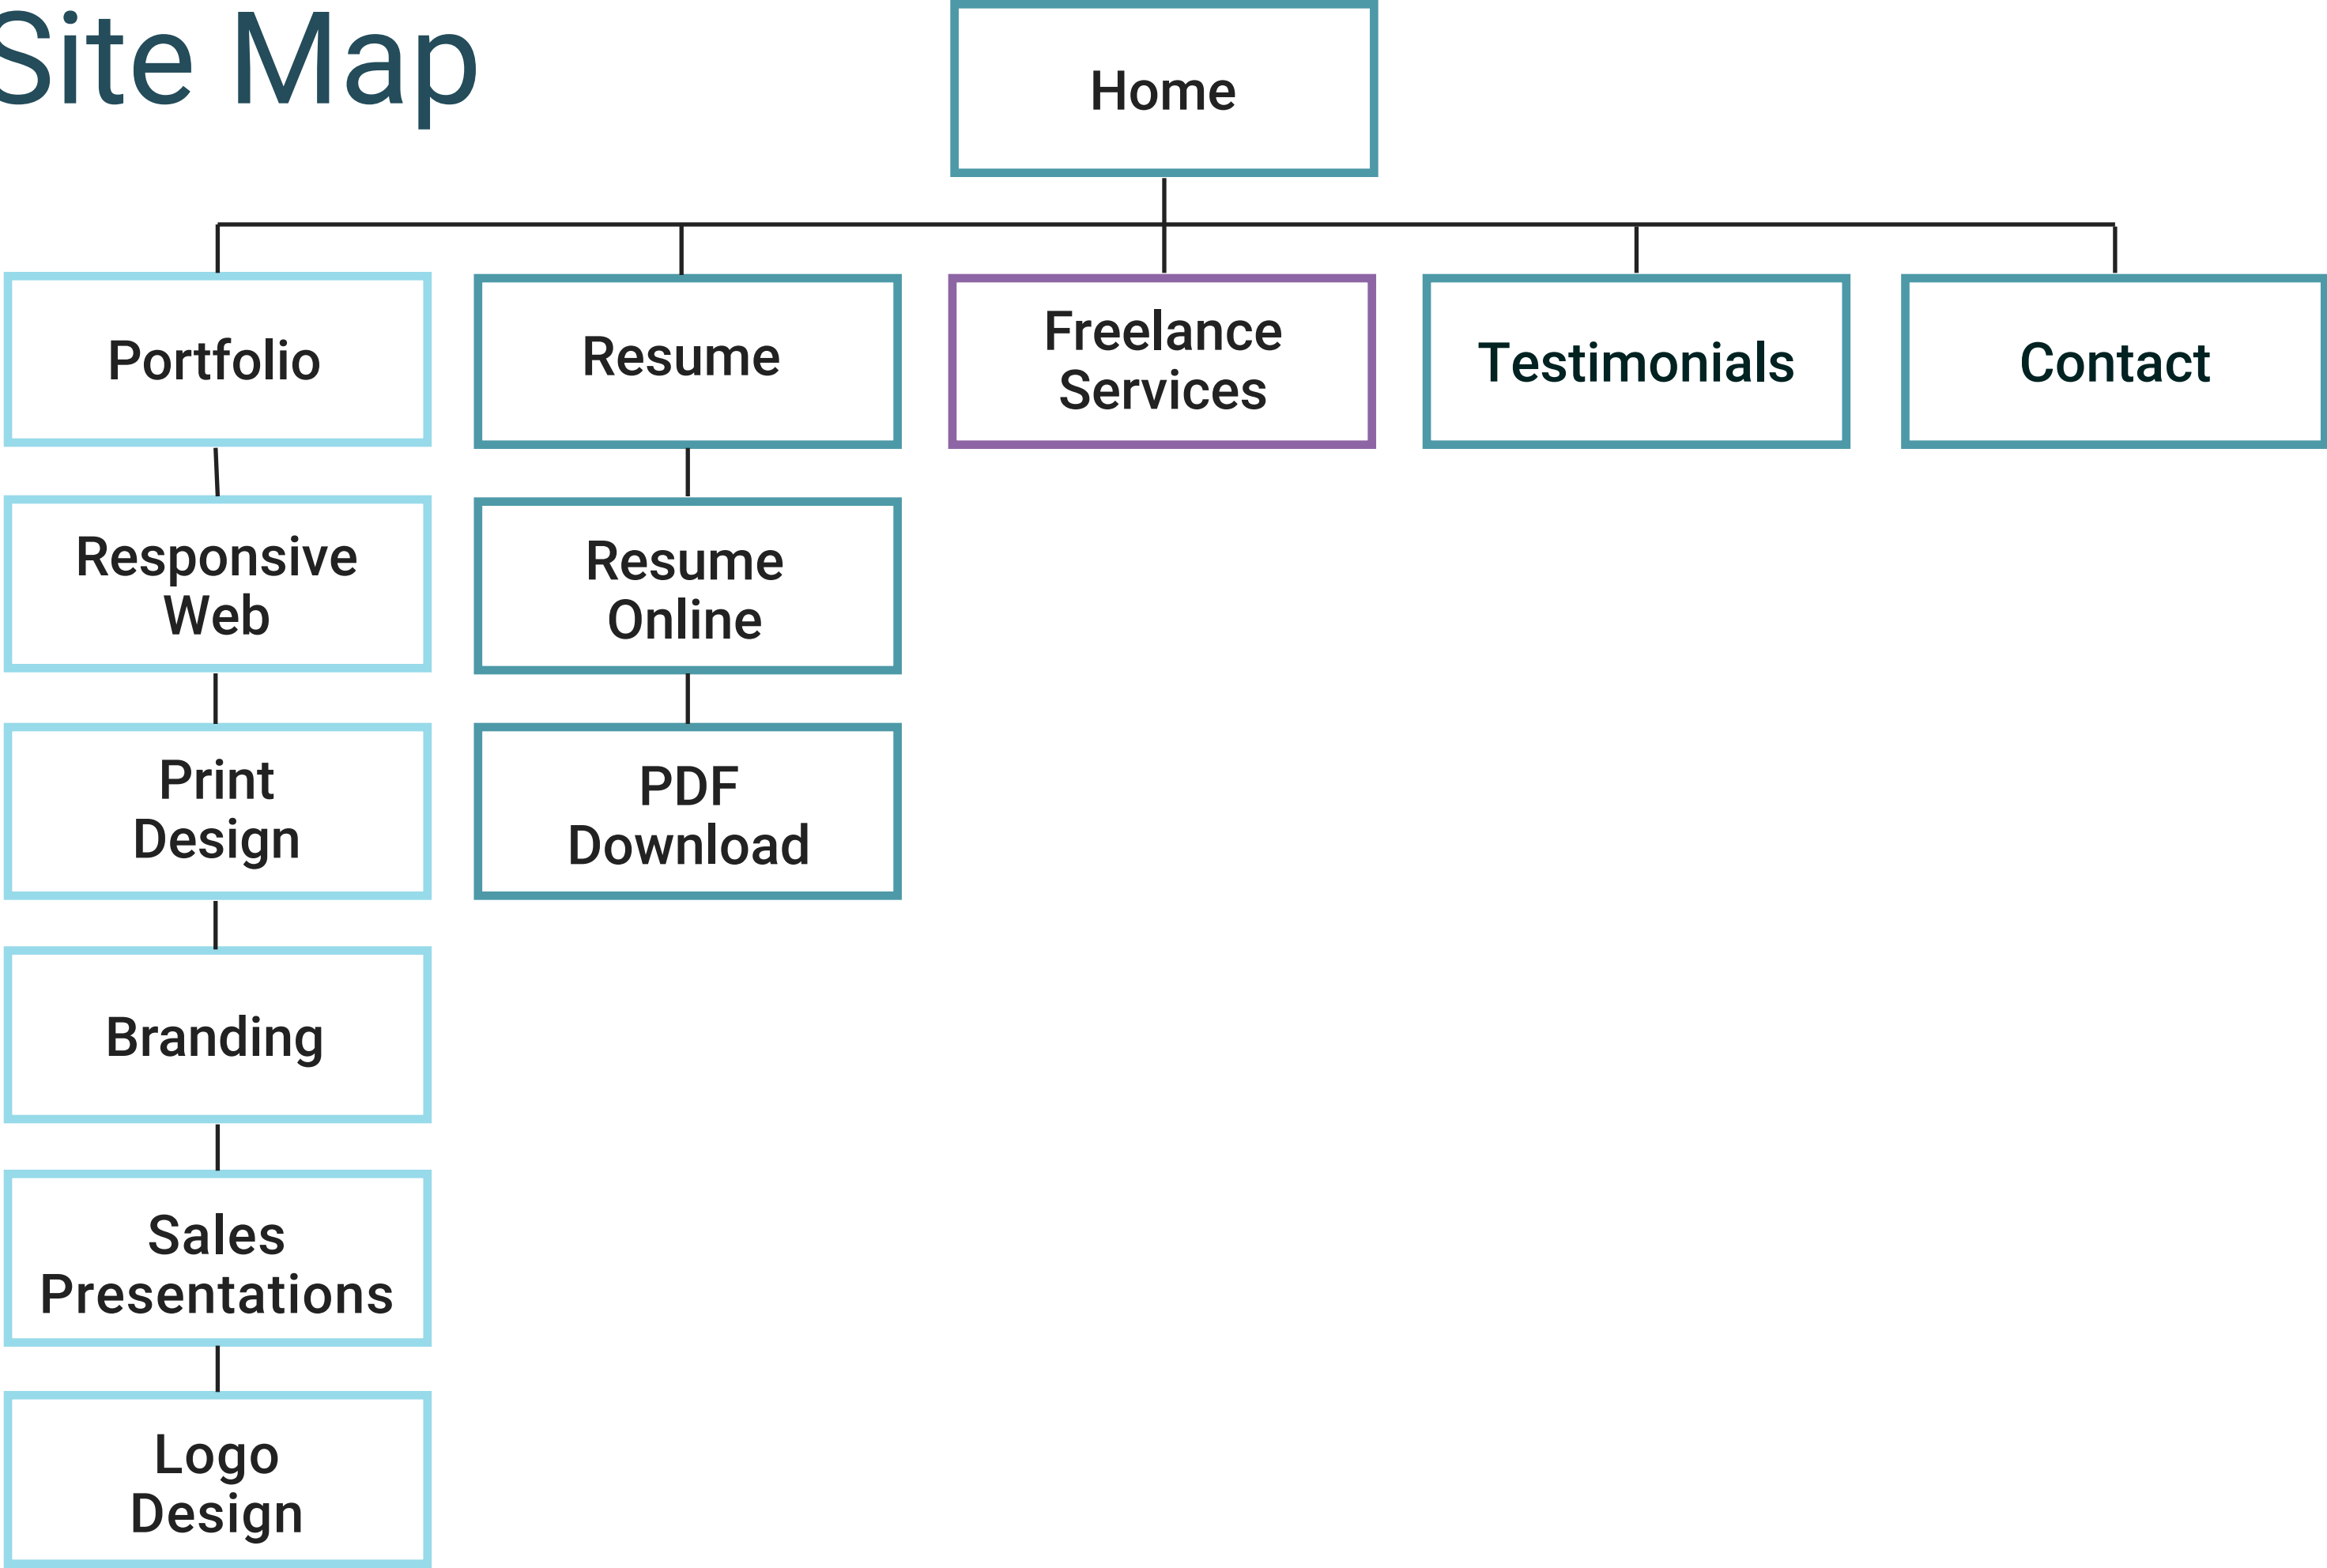 Site Map
Home
Portfolio
Resume
Freelance
Services
Testimonials
Contact
Responsive
Web
Resume
Online
Print
Design
PDF
Download
Branding
Sales
Presentations
Logo
Design